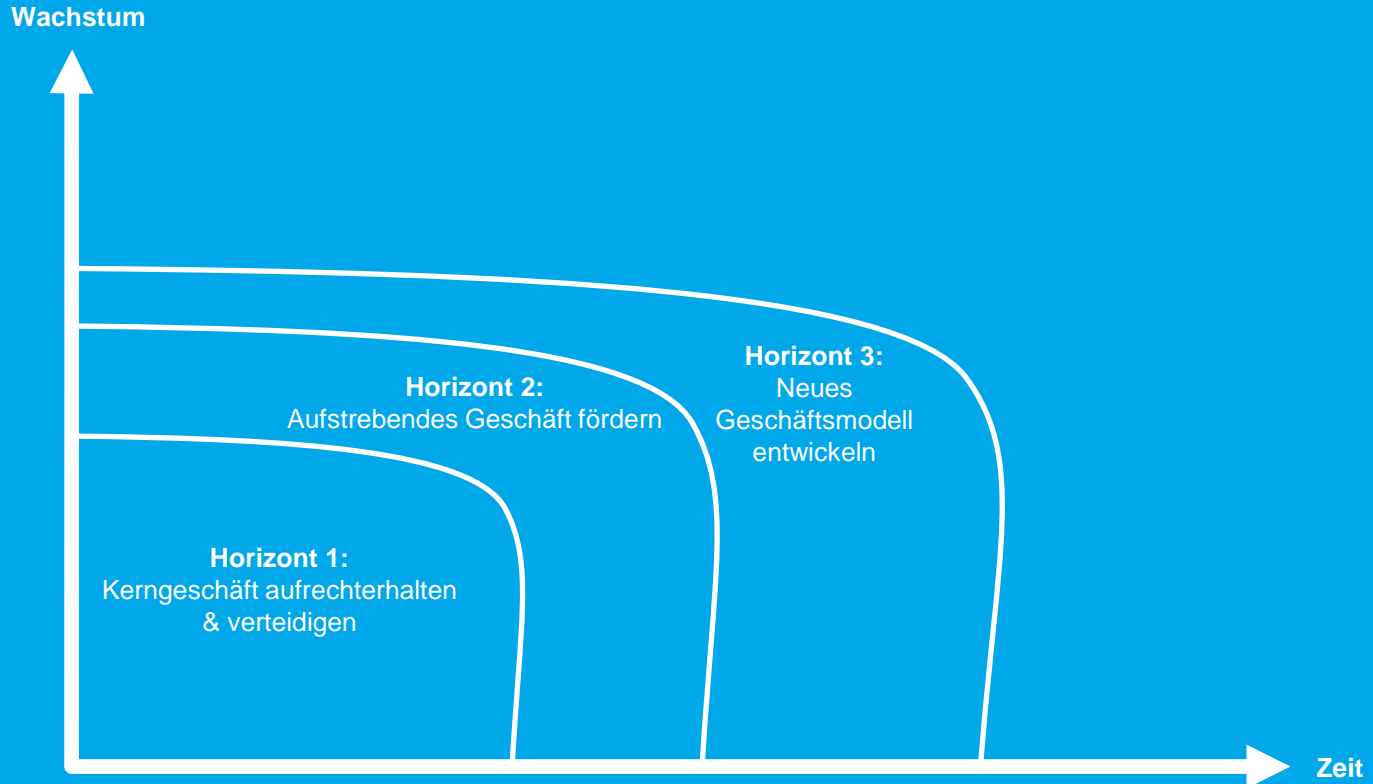 Wachstum
Horizont 3:
Neues
Geschäftsmodell
entwickeln
Horizont 2:
Aufstrebendes Geschäft fördern
Horizont 1:
Kerngeschäft aufrechterhalten
& verteidigen
Zeit